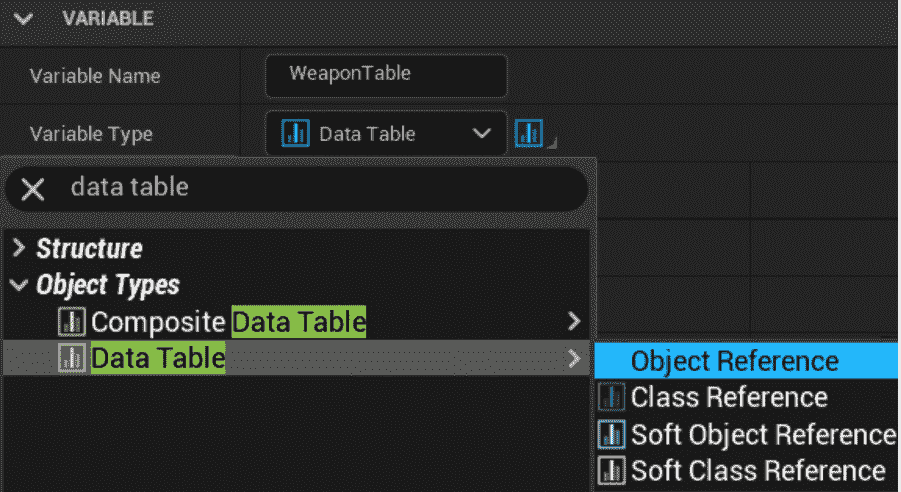 VARIABLE
Variable Name WeaponTable
Variable Type Data Table
data table
Structure
Object Types
Composite Data Table
Data Table
Object Reference
Class Reference
Soft Object Reference
Soft Class Reference